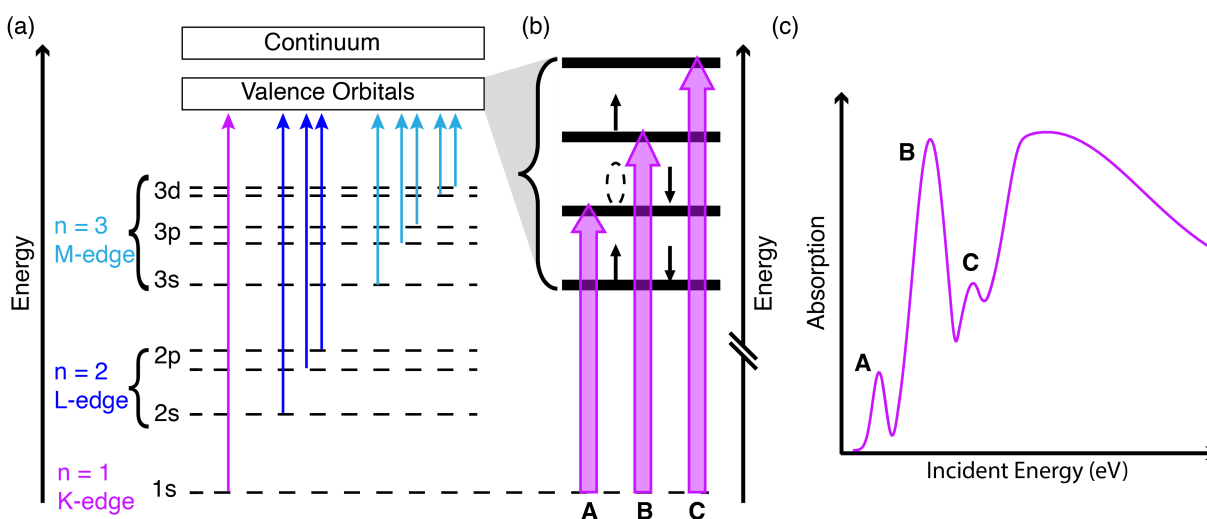 (a)
Energy
Continuum
Valence Orbitals
3d
n = 3
M-edge
3p
3s
n = 2
L-edge
2p
2s
n = 1
K-edge
1s
(b)
Energy
A B C
(c)
Absorption
A
B
C
Incident Energy (eV)